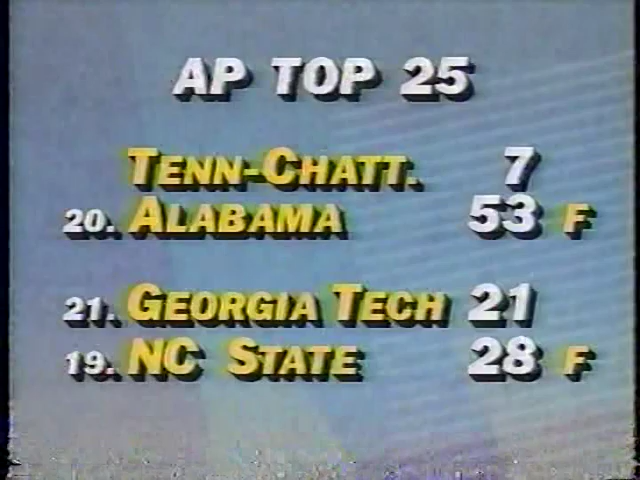 AP TOP 25
TENN-CHATT. 7
20. ALABAMA 53 F
21. GEORGIA TECH 21
19. NC STATE 28 F